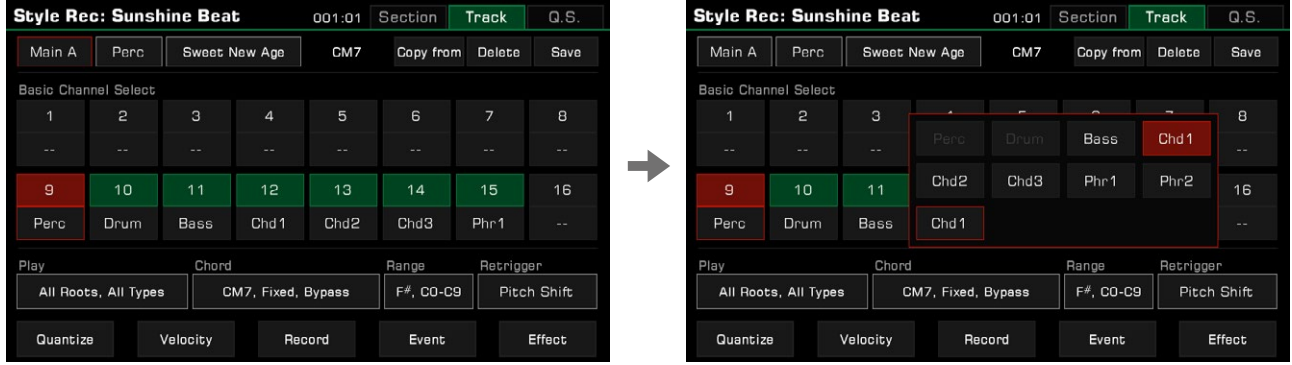 Style Rec: Sunshine Beat 001:01 Section Track Q.S.
Main A Perc Sweet New Age CM7 Copy from Delete Save
Basic Channel Select
1 2 3 4 5 6 7 8
-- -- -- -- -- -- -- --
9 10 11 12 13 14 15 16
Perc Drum Bass Chd1 Chd2 Chd3 Phr1 --
Play Chord Range Retrigger
All Roots, All Types CM7, Fixed, Bypass F#, C0-C9 Pitch Shift
Quantize Velocity Record Event Effect
Style Rec: Sunshine Beat 001:01 Section Track Q.S.
Main A Perc Sweet New Age CM7 Copy from Delete Save
Basic Channel Select
1 2 3 8
-- -- -- --
Perc Drum Bass Chd1
Chd2 Chd3 Phr1 Phr2
9 10 11 16
Perc Drum Bass Chd1 --
Play Chord Range Retrigger
All Roots, All Types CM7, Fixed, Bypass F#, C0-C9 Pitch Shift
Quantize Velocity Record Event Effect